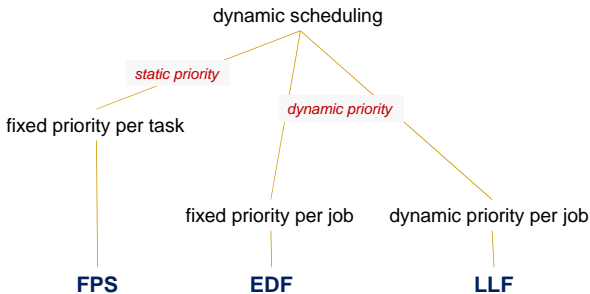 dynamic scheduling
static priority
dynamic priority
fixed priority per task
fixed priority per job
dynamic priority per job
FPS
EDF
LLF